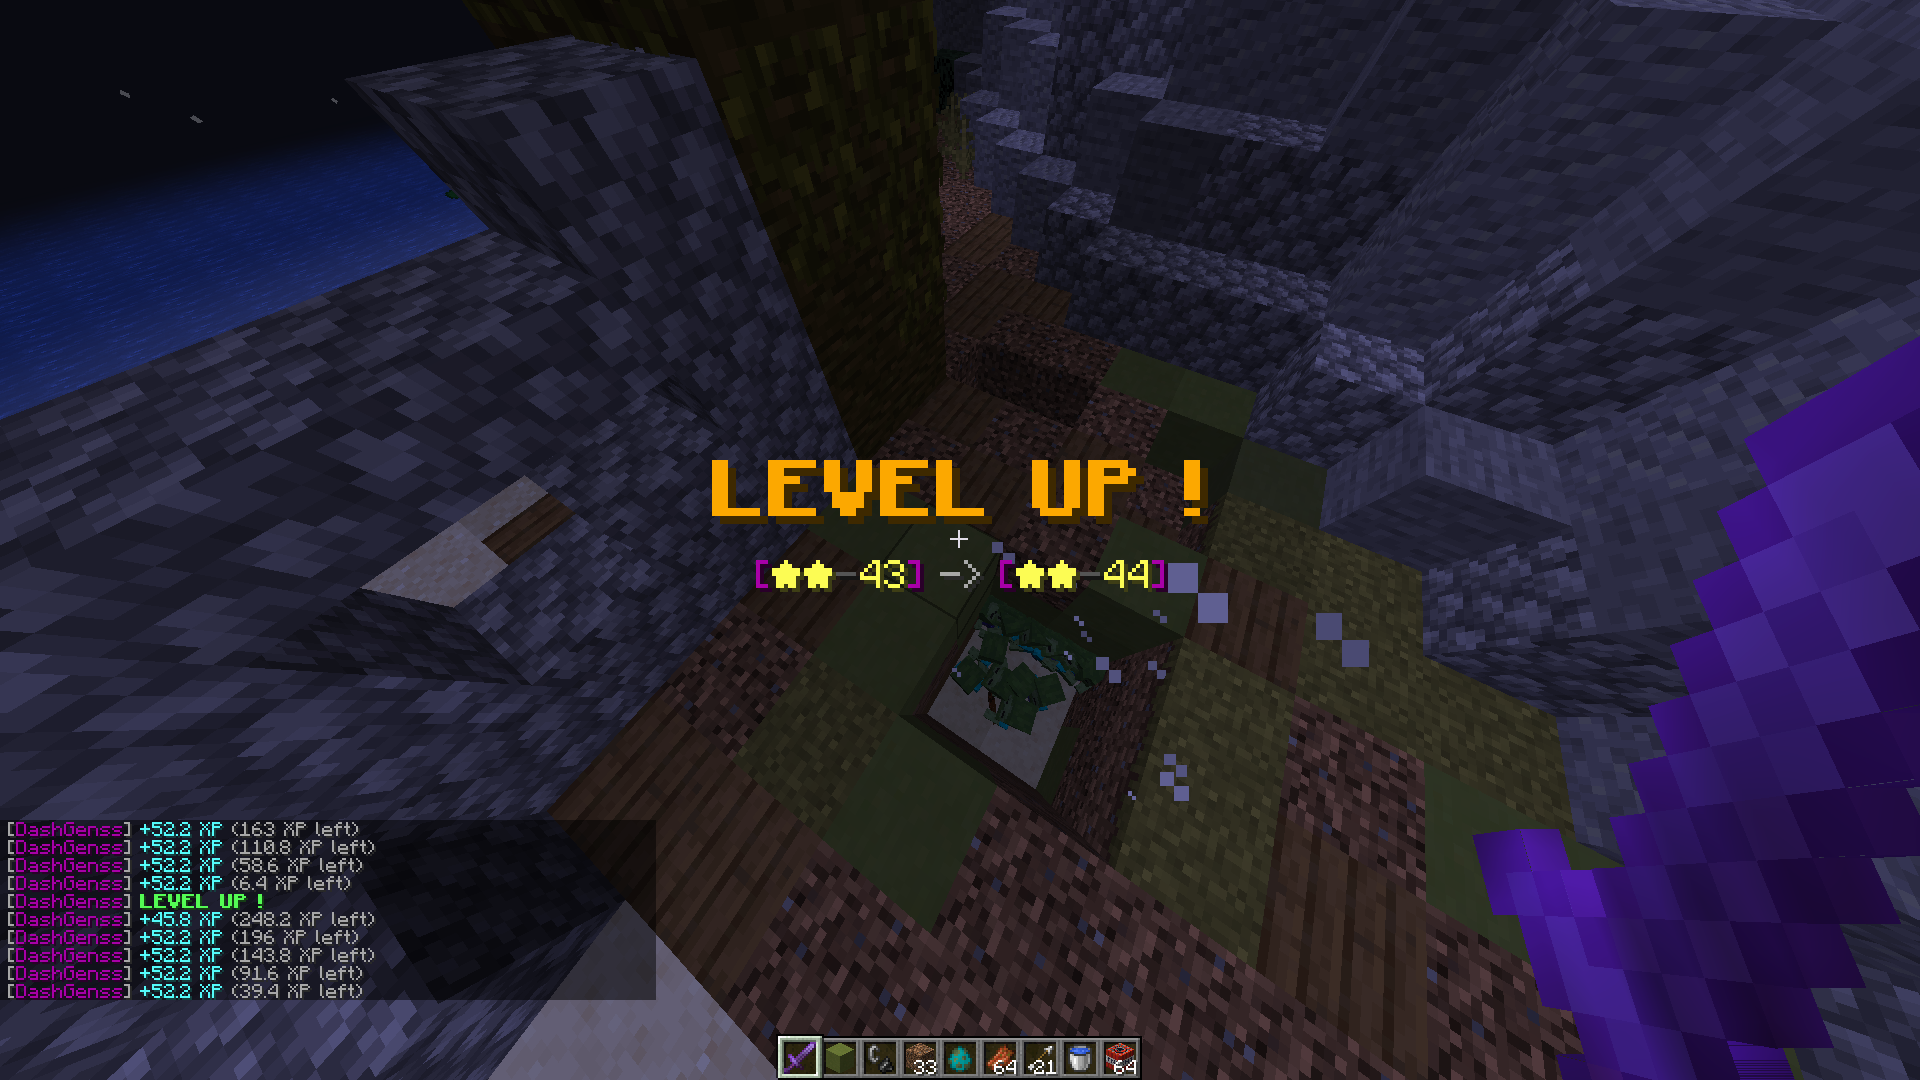 LEVEL UP !
[★★-43] -> [★★-44]
[DashGenss] +52.2 XP (163 XP left)
[DashGenss] +52.2 XP (110.8 XP left)
[DashGenss] +52.2 XP (58.6 XP left)
[DashGenss] +52.2 XP (6.4 XP left)
[DashGenss] LEVEL UP !
[DashGenss] +45.8 XP (248.2 XP left)
[DashGenss] +52.2 XP (196 XP left)
[DashGenss] +52.2 XP (143.8 XP left)
[DashGenss] +52.2 XP (91.6 XP left)
[DashGenss] +52.2 XP (39.4 XP left)
33 64 21 64